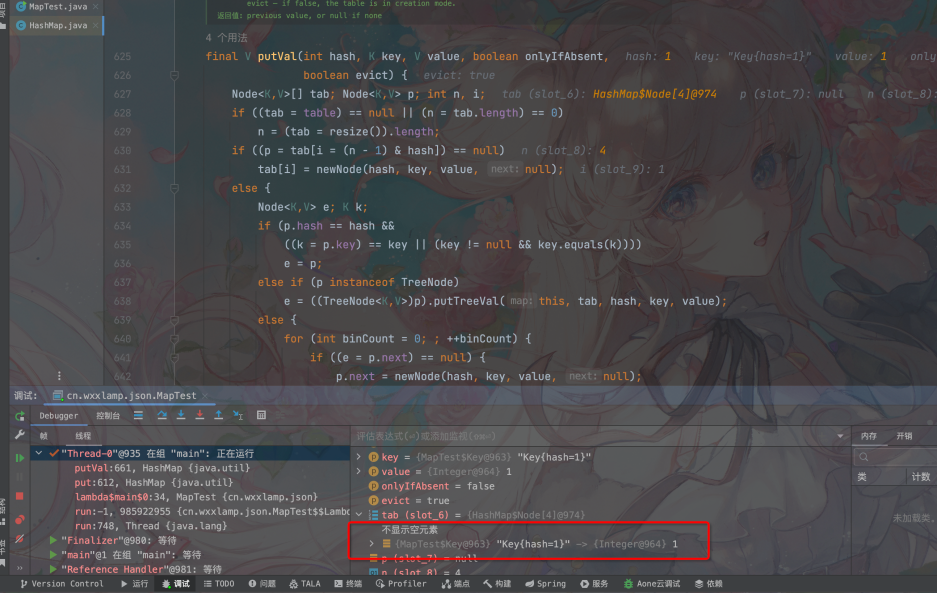 MapTest.java
HashMap.java
evict – if false, the table is in creation mode.
返回值: previous value, or null if none
4 个用法
625 final V putVal(int hash, K key, V value, boolean onlyIfAbsent, hash: 1 key: "Key{hash=1}" value: 1 only
626 boolean evict) { evict: true
627 Node<K,V>[] tab; Node<K,V> p; int n, i; tab (slot_6): HashMap$Node[4]@974 p (slot_7): null n (slot_8):
628 if ((tab = table) == null || (n = tab.length) == 0)
629 n = (tab = resize()).length;
630 if ((p = tab[i = (n - 1) & hash]) == null) n (slot_8): 4
631 tab[i] = newNode(hash, key, value, next: null); i (slot_9): 1
632 else {
633 Node<K,V> e; K k;
634 if (p.hash == hash &&
635 ((k = p.key) == key || (key != null && key.equals(k))))
636 e = p;
637 else if (p instanceof TreeNode)
638 e = ((TreeNode<K,V>)p).putTreeVal( map: this, tab, hash, key, value);
639 else {
640 for (int binCount = 0; ; ++binCount) {
641 if ((e = p.next) == null) {
642 p.next = newNode(hash, key, value, next: null);
调试: cn.wxxlamp.json.MapTest
Debugger 控制台
帧 线程
"Thread-0"@935 在组 "main": 正在运行
putVal:661, HashMap {java.util}
put:612, HashMap {java.util}
lambda$main$0:34, MapTest {cn.wxxlamp.json}
run:-1, 985922955 {cn.wxxlamp.json.MapTest$$Lambd
run:748, Thread {java.lang}
"Finalizer"@980: 等待
"main"@1 在组 "main": 等待
"Reference Handler"@981: 等待
评估表达式(⏎)或添加监视(⇧⌘⏎)
key = {MapTest$Key@963} "Key{hash=1}"
value = {Integer@964} 1
onlyIfAbsent = false
evict = true
tab (slot_6) = {HashMap$Node[4]@974}
不显示空元素
{MapTest$Key@963} "Key{hash=1}" -> {Integer@964} 1
p (slot_7) = null
n (slot_8) = 4
内存 开销
类 计数
未加载类。
Version Control 运行 调试 TODO 问题 TALA 终端 Profiler 端点 构建 Spring 服务 Aone云调试 依赖